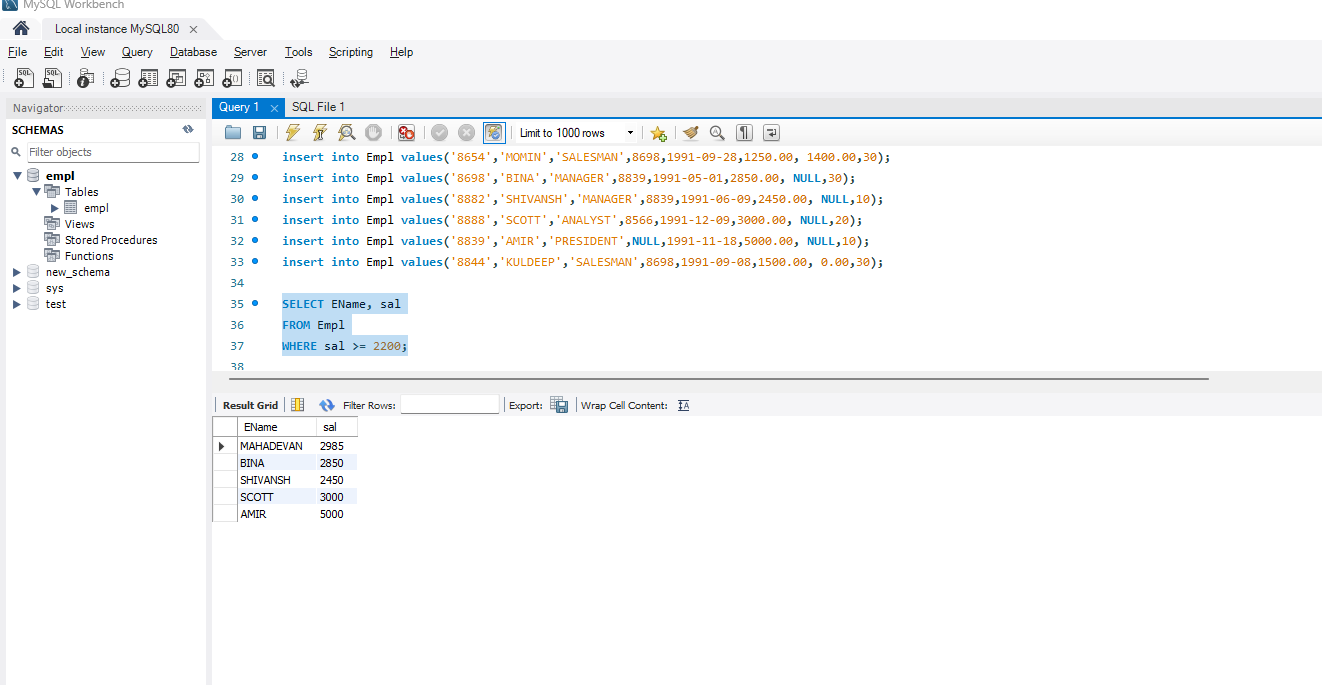 MySQL Workbench
Local instance MySQL80
File Edit View Query Database Server Tools Scripting Help
Navigator
SCHEMAS
Filter objects
empl
Tables
empl
Views
Stored Procedures
Functions
new_schema
sys
test
Query 1 SQL File 1
Limit to 1000 rows
28 insert into Empl values('8654','MOMIN','SALESMAN',8698,1991-09-28,1250.00, 1400.00,30);
29 insert into Empl values('8698','BINA','MANAGER',8839,1991-05-01,2850.00, NULL,30);
30 insert into Empl values('8882','SHIVANSH','MANAGER',8839,1991-06-09,2450.00, NULL,10);
31 insert into Empl values('8888','SCOTT','ANALYST',8566,1991-12-09,3000.00, NULL,20);
32 insert into Empl values('8839','AMIR','PRESIDENT',NULL,1991-11-18,5000.00, NULL,10);
33 insert into Empl values('8844','KULDEEP','SALESMAN',8698,1991-09-08,1500.00, 0.00,30);
34
35 SELECT EName, sal
36 FROM Empl
37 WHERE sal >= 2200;
38
Result Grid Filter Rows: Export: Wrap Cell Content:
EName sal
MAHADEVAN 2985
BINA 2850
SHIVANSH 2450
SCOTT 3000
AMIR 5000